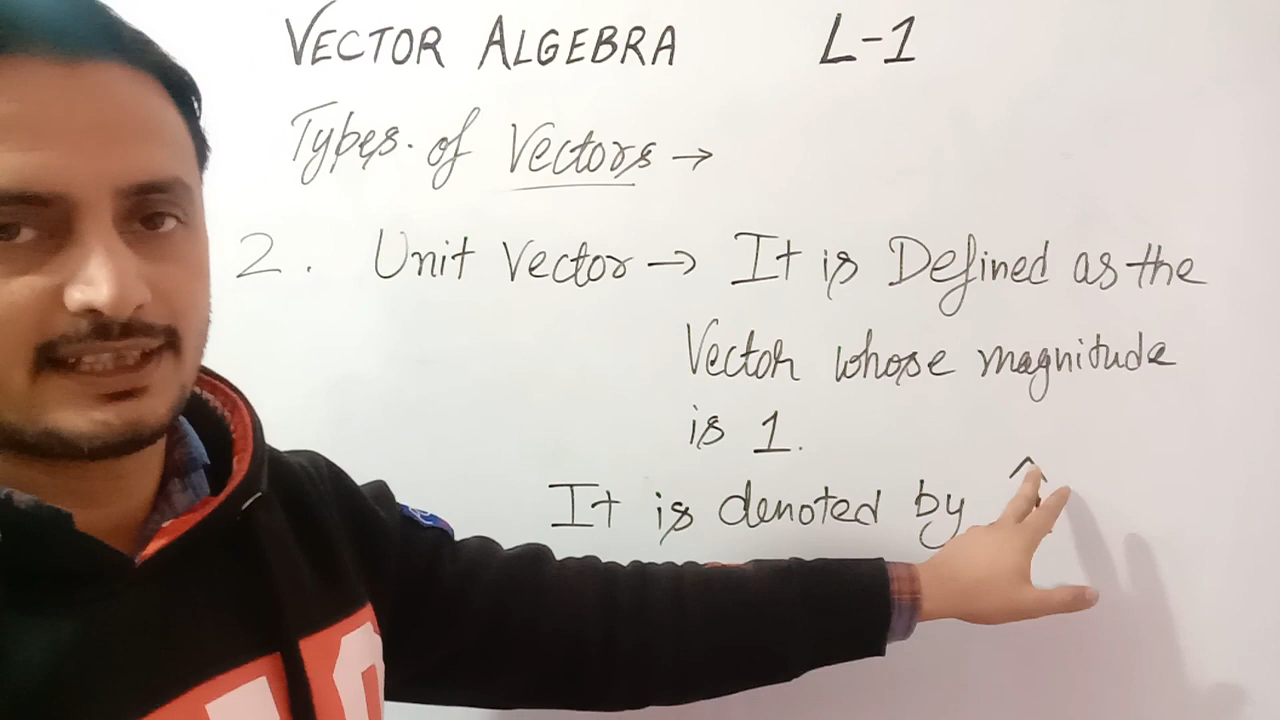 VECTOR ALGEBRA L-1
Types of Vectors →
2. Unit Vector → It is Defined as the
Vector whose magnitude
is 1.
It is denoted by